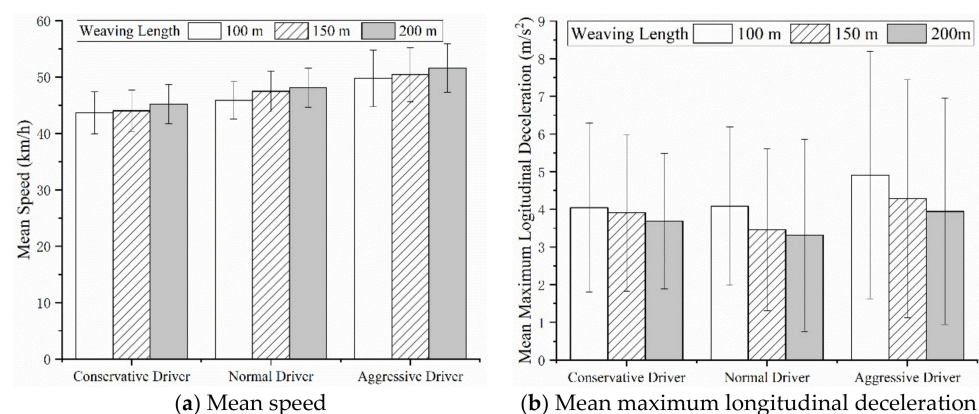 Weaving Length 100 m 150 m 200 m
60
50
40
30
20
10
0
Mean Speed (km/h)
Conservative Driver Normal Driver Aggressive Driver
(a) Mean speed
Weaving Length 100 m 150 m 200m
9
8
7
6
5
4
3
2
1
0
Mean Maximum Logitudinal Deceleration (m/s²)
Conservative Driver Normal Driver Aggressive Driver
(b) Mean maximum longitudinal deceleration